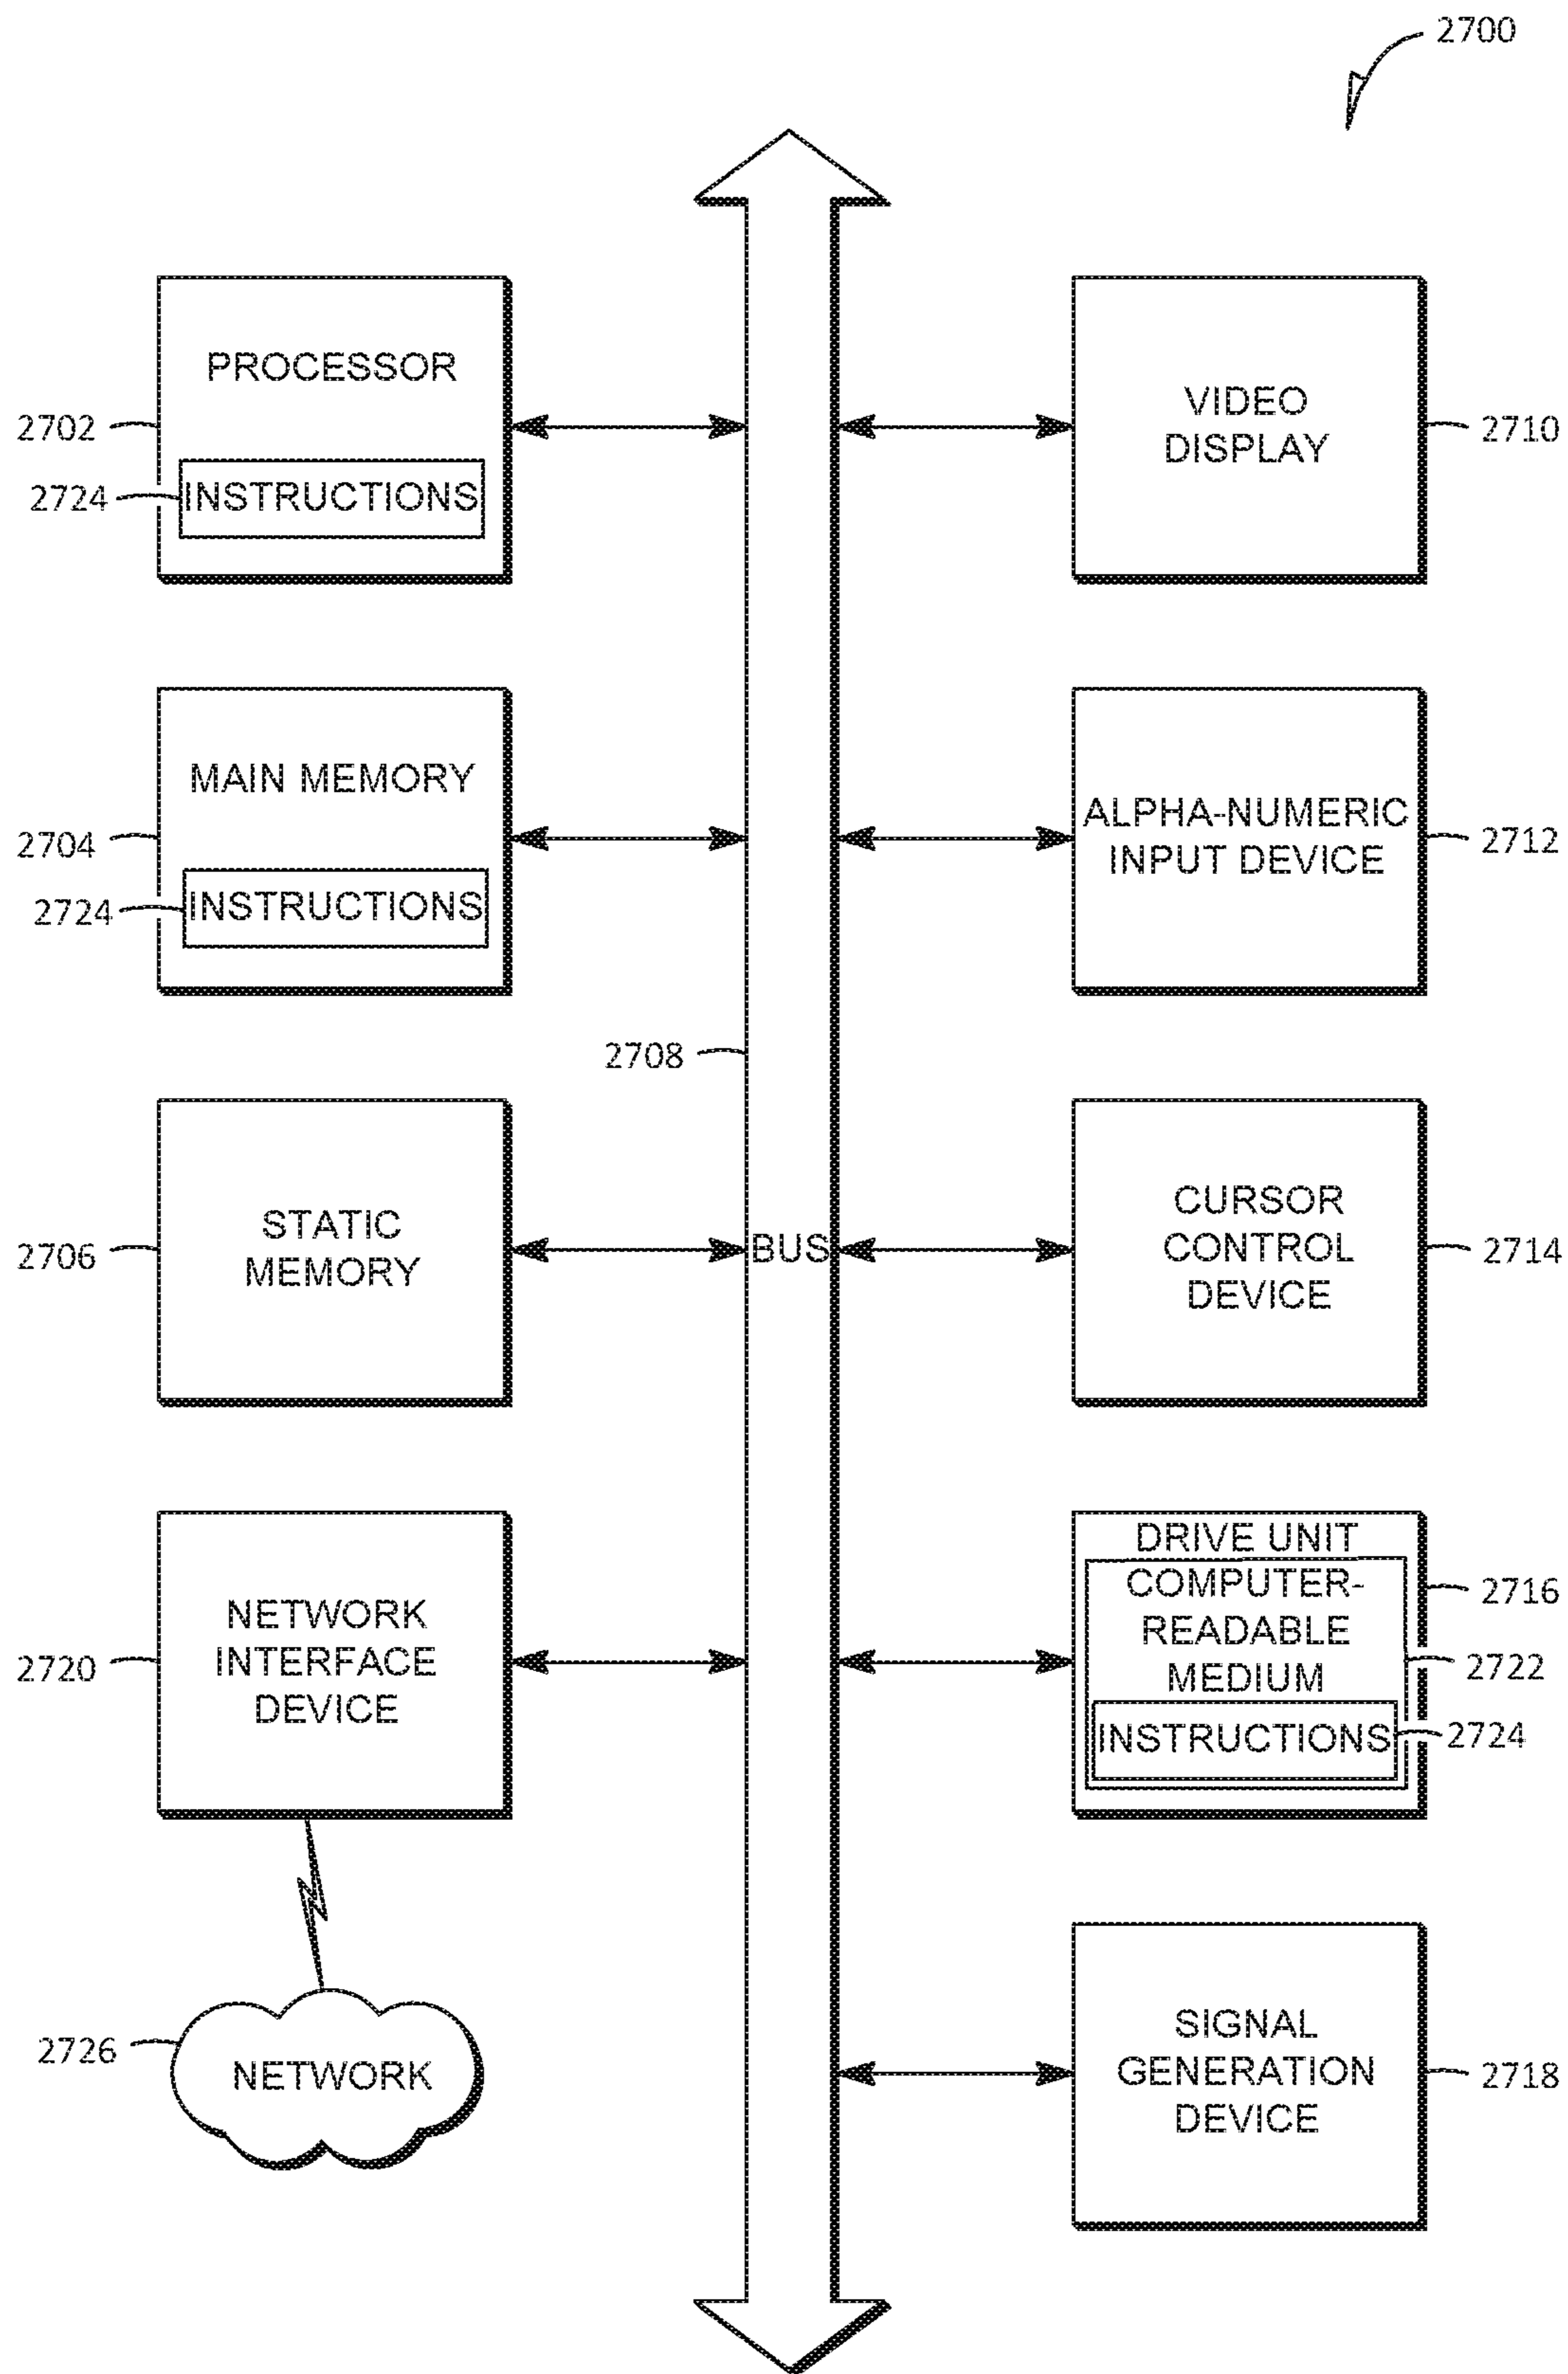 2700
PROCESSOR
2702
2724
INSTRUCTIONS
VIDEO
DISPLAY
2710
MAIN MEMORY
2704
2724
INSTRUCTIONS
ALPHA-NUMERIC
INPUT DEVICE
2712
2708
STATIC
MEMORY
2706
BUS
CURSOR
CONTROL
DEVICE
2714
NETWORK
INTERFACE
DEVICE
2720
DRIVE UNIT
COMPUTER-
READABLE
MEDIUM
INSTRUCTIONS
2716
2722
2724
2726
NETWORK
SIGNAL
GENERATION
DEVICE
2718